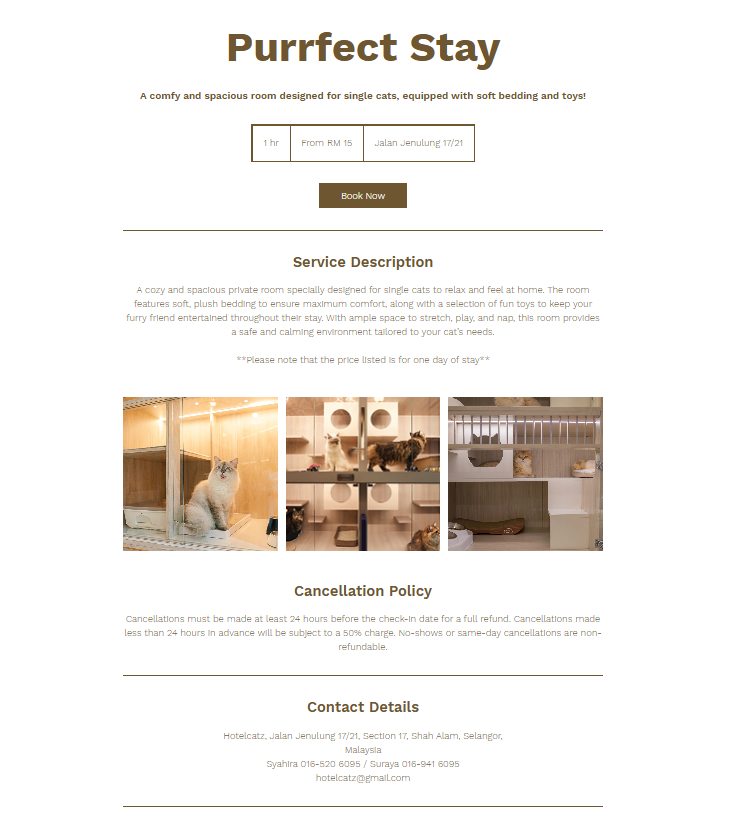 Purrfect Stay
A comfy and spacious room designed for single cats, equipped with soft bedding and toys!
1 hr
From RM 15
Jalan Jenulung 17/21
Book Now
Service Description
A cozy and spacious private room specially designed for single cats to relax and feel at home. The room
features soft, plush bedding to ensure maximum comfort, along with a selection of fun toys to keep your
furry friend entertained throughout their stay. With ample space to stretch, play, and nap, this room provides
a safe and calming environment tailored to your cat's needs.
**Please note that the price listed is for one day of stay**
Cancellation Policy
Cancellations must be made at least 24 hours before the check-in date for a full refund. Cancellations made
less than 24 hours in advance will be subject to a 50% charge. No-shows or same-day cancellations are non-
refundable.
Contact Details
Hotelcatz, Jalan Jenulung 17/21, Section 17, Shah Alam, Selangor,
Malaysia
Syahira 016-520 6095 / Suraya 016-941 6095
hotelcatz@gmail.com